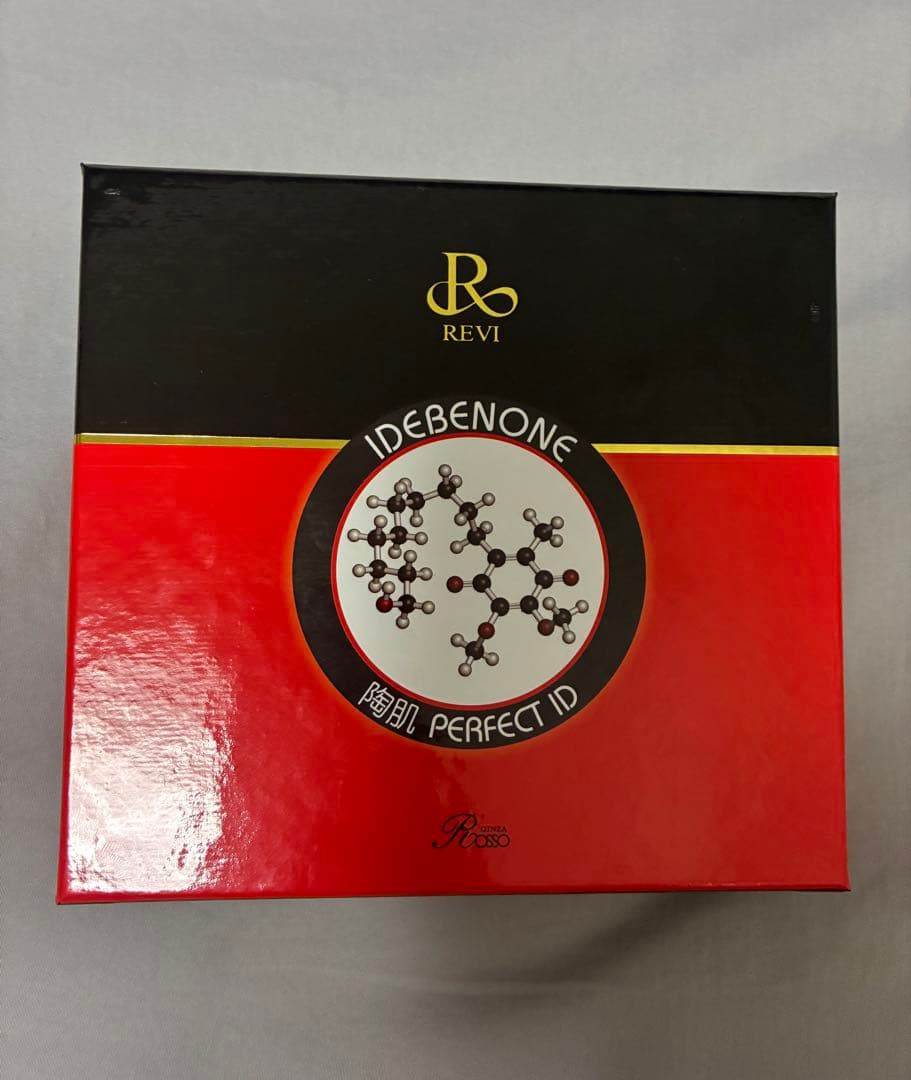 R
REVI
IDEBENONE
陶肌 PERFECT ID
GINZA
Rosso